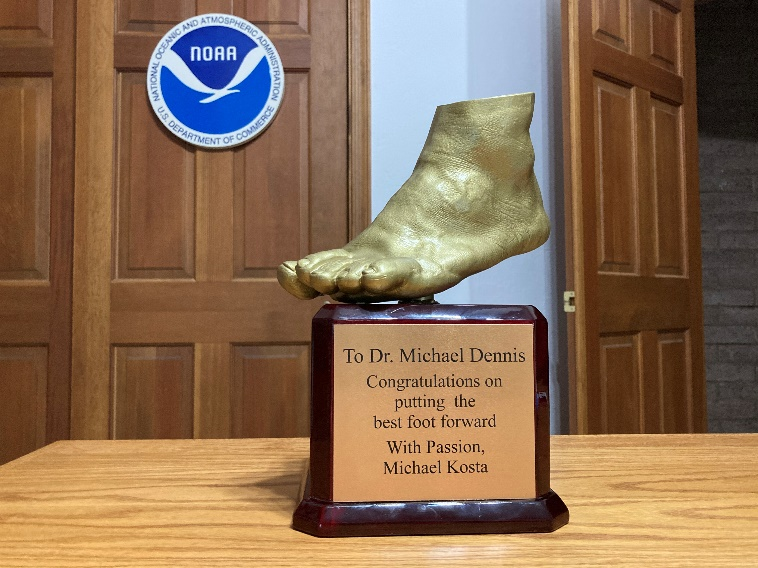 NATIONAL OCEANIC AND ATMOSPHERIC ADMINISTRATION
NOAA
U.S. DEPARTMENT OF COMMERCE
To Dr. Michael Dennis
Congratulations on
putting the
best foot forward
With Passion,
Michael Kosta